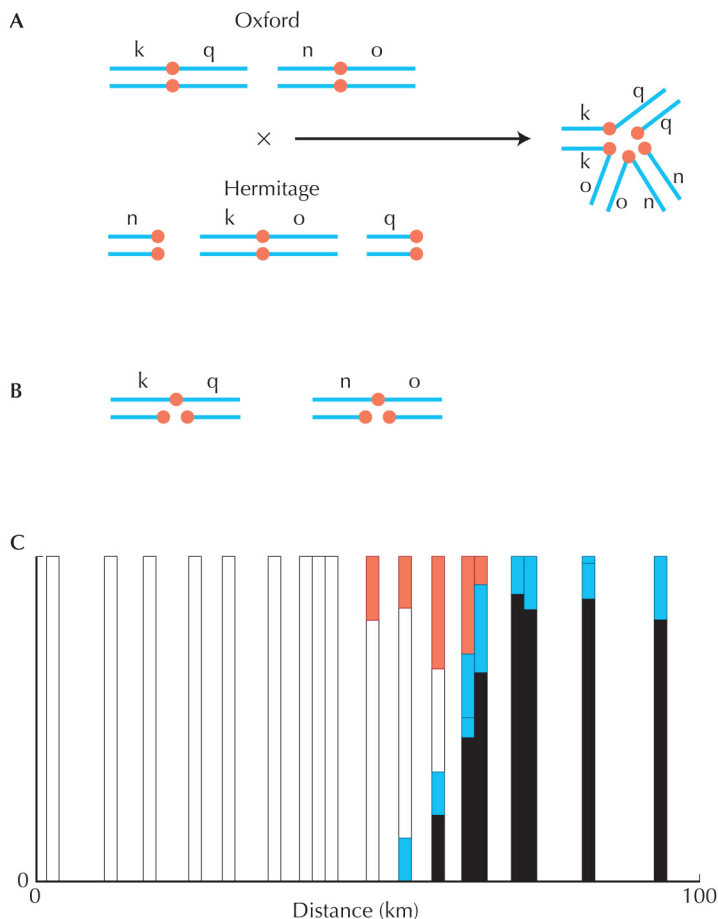 A
Oxford
k q n o
×
Hermitage
n k o q
k q q
k o o n n
B
k q n o
C
0
0 100
Distance (km)